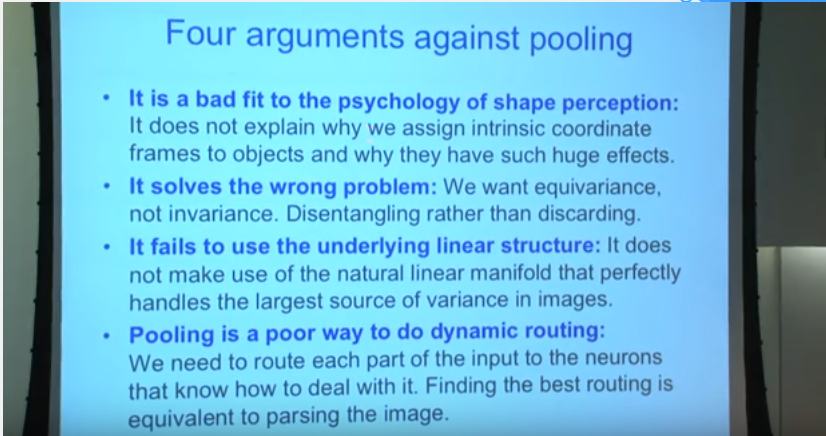 Four arguments against pooling
• It is a bad fit to the psychology of shape perception:
It does not explain why we assign intrinsic coordinate
frames to objects and why they have such huge effects.
• It solves the wrong problem: We want equivariance,
not invariance. Disentangling rather than discarding.
• It fails to use the underlying linear structure: It does
not make use of the natural linear manifold that perfectly
handles the largest source of variance in images.
• Pooling is a poor way to do dynamic routing:
We need to route each part of the input to the neurons
that know how to deal with it. Finding the best routing is
equivalent to parsing the image.